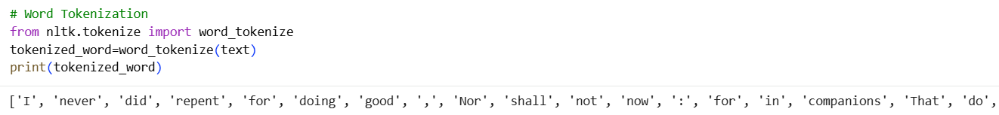 # Word Tokenization
from nltk.tokenize import word_tokenize
tokenized_word=word_tokenize(text)
print(tokenized_word)
['I', 'never', 'did', 'repent', 'for', 'doing', 'good', ',', 'Nor', 'shall', 'not', 'now', ':', 'for', 'in', 'companions', 'That', 'do',